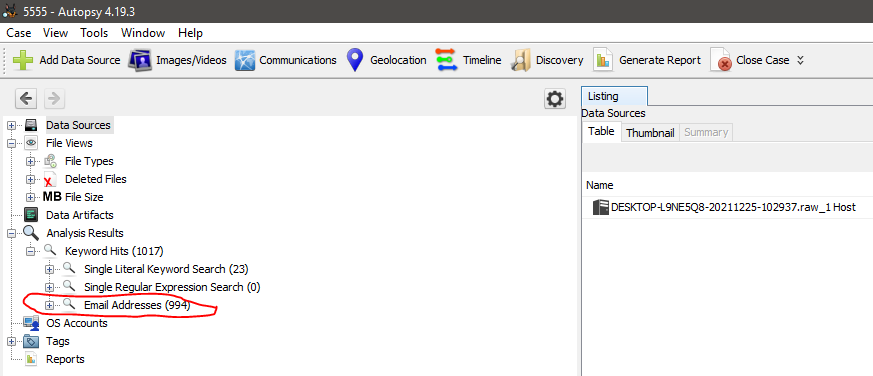 5555 - Autopsy 4.19.3
Case View Tools Window Help
Add Data Source Images/Videos Communications Geolocation Timeline Discovery Generate Report Close Case
Listing
Data Sources
Table Thumbnail Summary
Name
DESKTOP-L9NE5Q8-20211225-102937.raw_1 Host
Data Sources
File Views
File Types
Deleted Files
MB File Size
Data Artifacts
Analysis Results
Keyword Hits (1017)
Single Literal Keyword Search (23)
Single Regular Expression Search (0)
Email Addresses (994)
OS Accounts
Tags
Reports